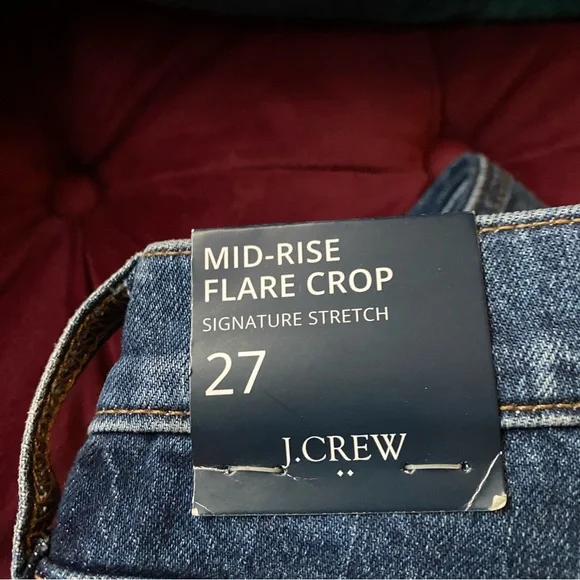 MID-RISE
FLARE CROP
SIGNATURE STRETCH
27
J.CREW